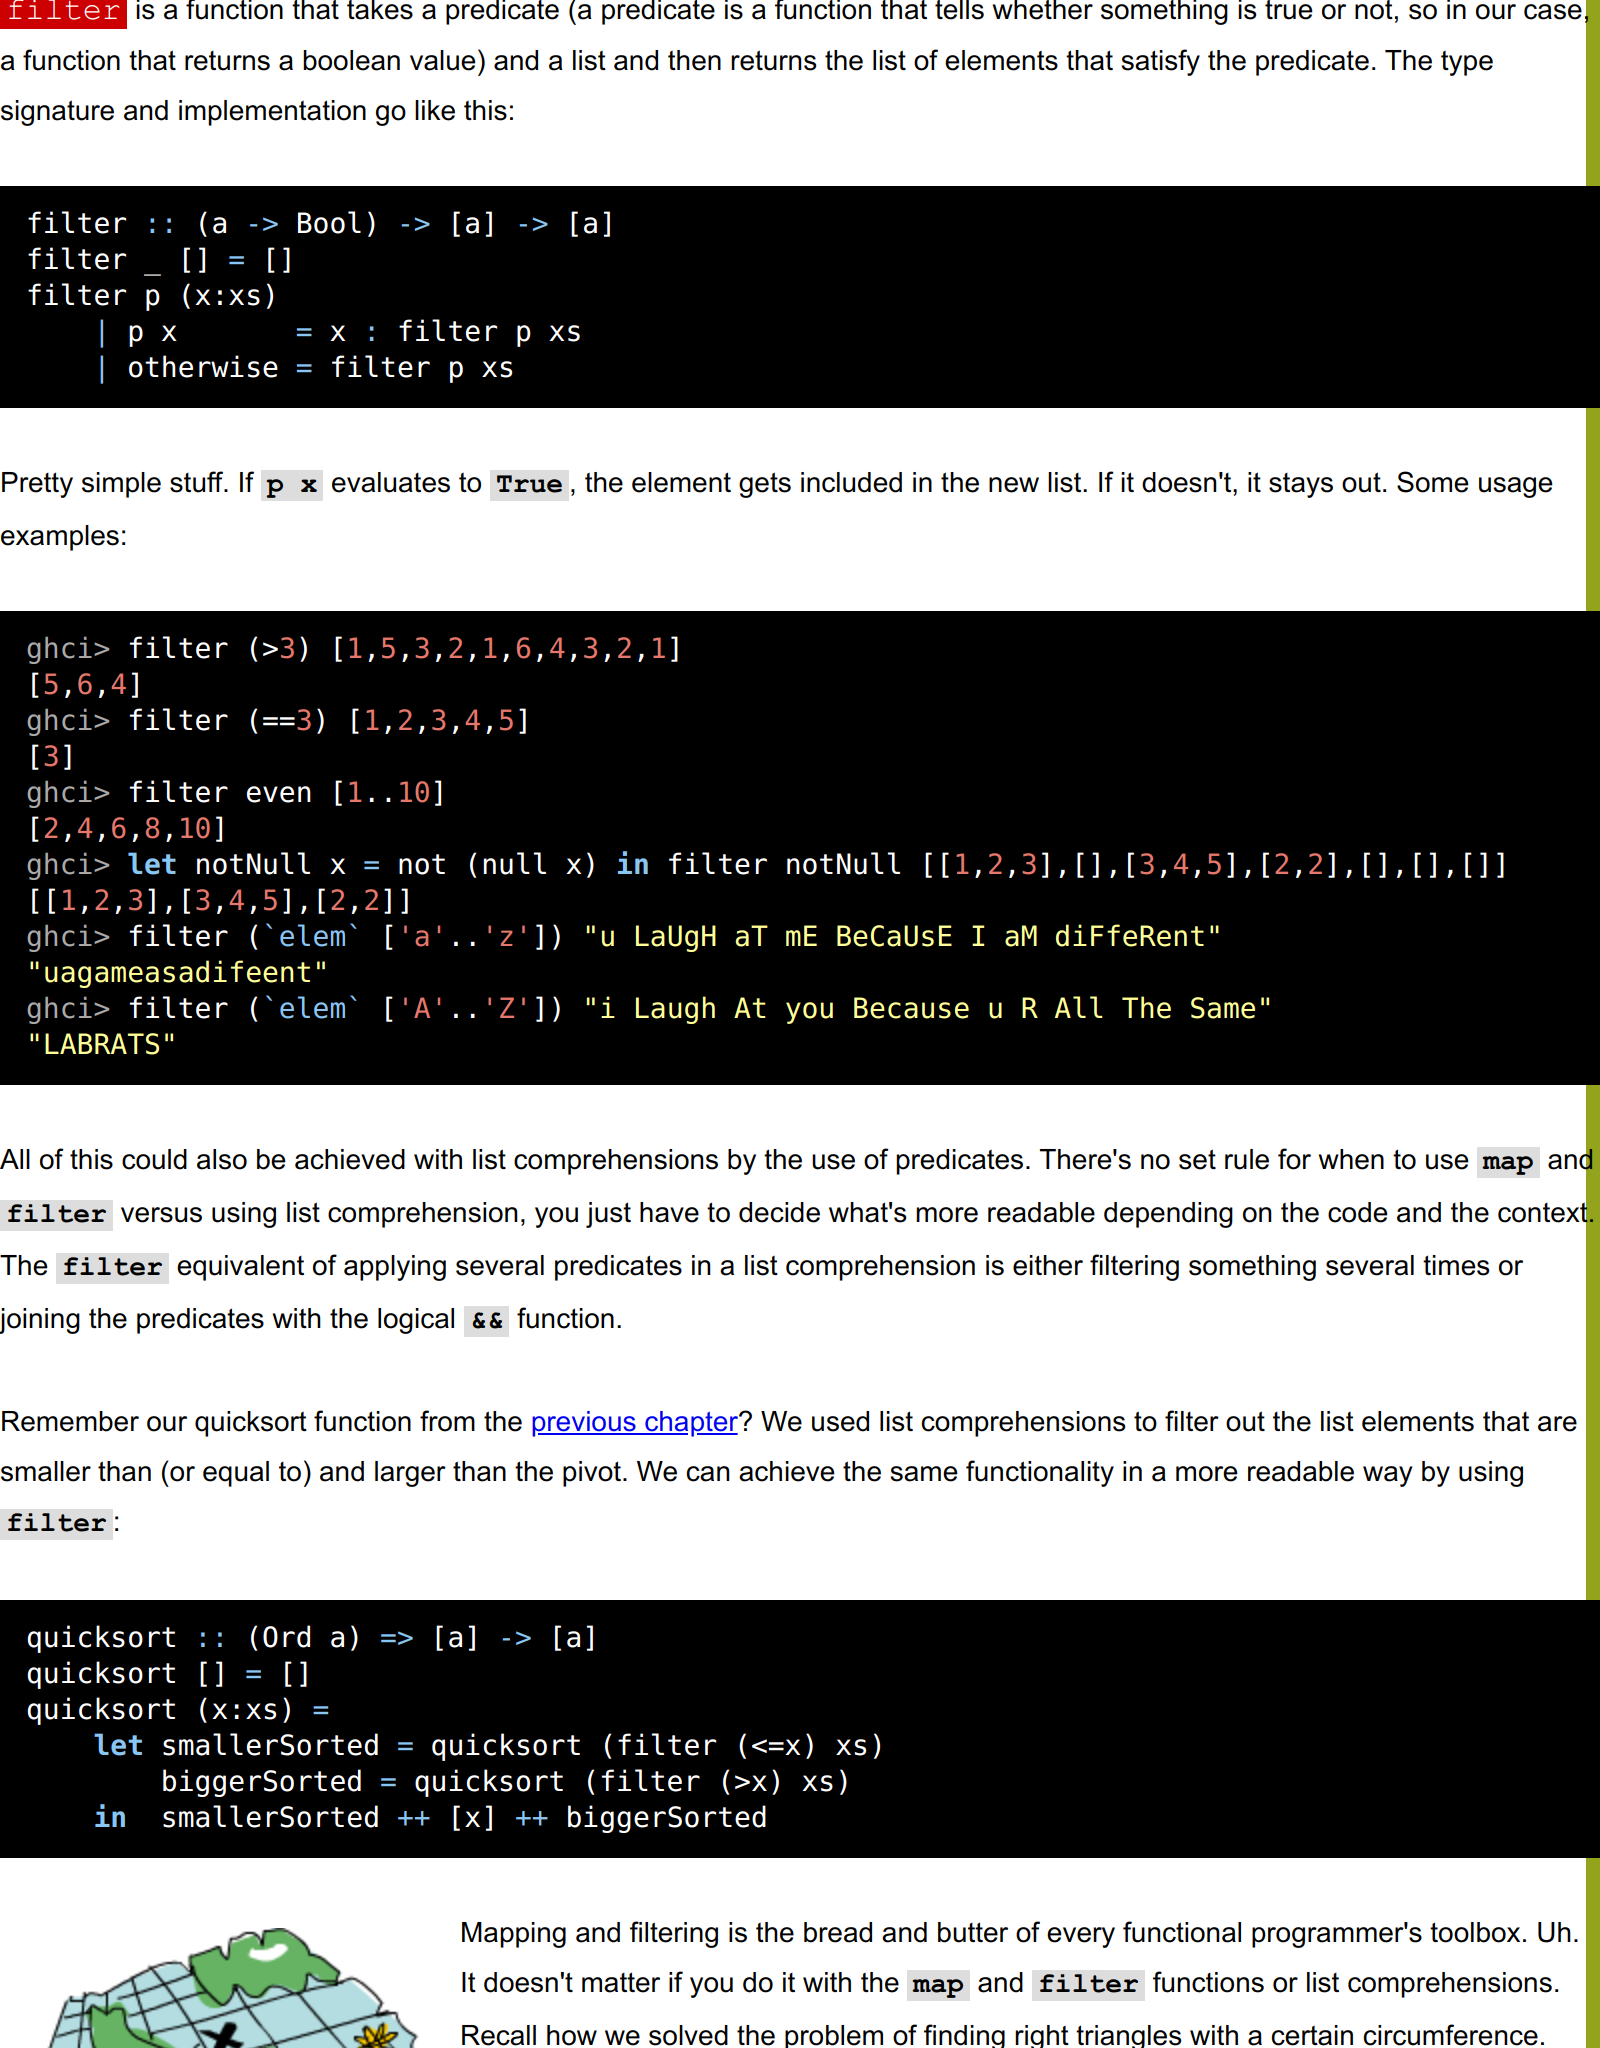 filter is a function that takes a predicate (a predicate is a function that tells whether something is true or not, so in our case,
a function that returns a boolean value) and a list and then returns the list of elements that satisfy the predicate. The type
signature and implementation go like this:
filter :: (a -> Bool) -> [a] -> [a]
filter _ [] = []
filter p (x:xs)
    | p x       = x : filter p xs
    | otherwise = filter p xs
Pretty simple stuff. If p x evaluates to True, the element gets included in the new list. If it doesn't, it stays out. Some usage
examples:
ghci> filter (>3) [1,5,3,2,1,6,4,3,2,1]
[5,6,4]
ghci> filter (==3) [1,2,3,4,5]
[3]
ghci> filter even [1..10]
[2,4,6,8,10]
ghci> let notNull x = not (null x) in filter notNull [[1,2,3],[],[3,4,5],[2,2],[],[],[]]
[[1,2,3],[3,4,5],[2,2]]
ghci> filter (`elem` ['a'..'z']) "u LaUgH aT mE BeCaUsE I aM diFfeRent"
"uagameasadifeent"
ghci> filter (`elem` ['A'..'Z']) "i Laugh At you Because u R All The Same"
"LABRATS"
All of this could also be achieved with list comprehensions by the use of predicates. There's no set rule for when to use map and
filter versus using list comprehension, you just have to decide what's more readable depending on the code and the context.
The filter equivalent of applying several predicates in a list comprehension is either filtering something several times or
joining the predicates with the logical && function.
Remember our quicksort function from the previous chapter? We used list comprehensions to filter out the list elements that are
smaller than (or equal to) and larger than the pivot. We can achieve the same functionality in a more readable way by using
filter:
quicksort :: (Ord a) => [a] -> [a]
quicksort [] = []
quicksort (x:xs) =
    let smallerSorted = quicksort (filter (<=x) xs)
        biggerSorted = quicksort (filter (>x) xs)
    in  smallerSorted ++ [x] ++ biggerSorted
Mapping and filtering is the bread and butter of every functional programmer's toolbox. Uh.
It doesn't matter if you do it with the map and filter functions or list comprehensions.
Recall how we solved the problem of finding right triangles with a certain circumference.